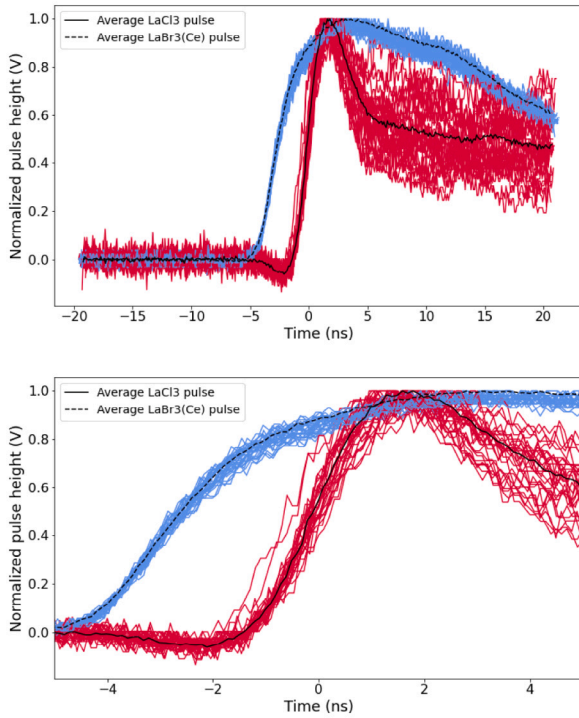 Normalized pulse height (V)
1.0
0.8
0.6
0.4
0.2
0.0
Average LaCl3 pulse
Average LaBr3(Ce) pulse
−20 −15 −10 −5 0 5 10 15 20
Time (ns)
Normalized pulse height (V)
1.0
0.8
0.6
0.4
0.2
0.0
Average LaCl3 pulse
Average LaBr3(Ce) pulse
−4 −2 0 2 4
Time (ns)